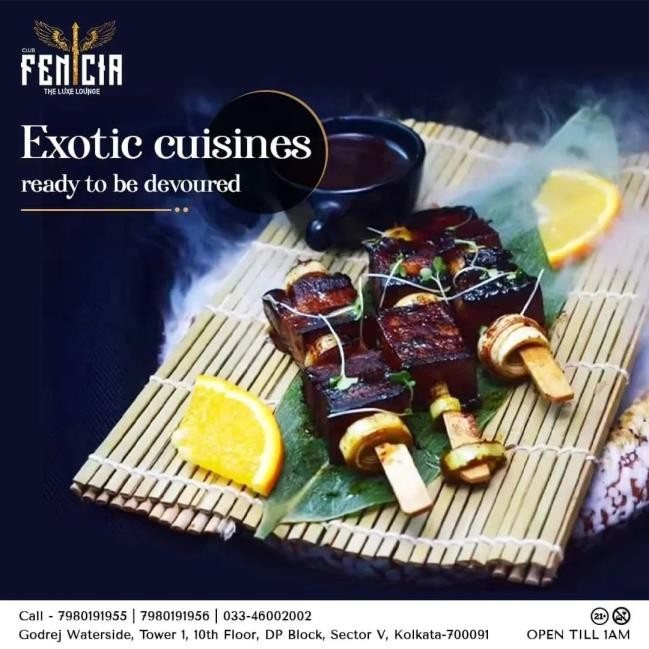 CLUB
FENICIA
THE LUXE LOUNGE
Exotic cuisines
ready to be devoured
Call - 7980191955 | 7980191956 | 033-46002002
21+
Godrej Waterside, Tower 1, 10th Floor, DP Block, Sector V, Kolkata-700091
OPEN TILL 1AM